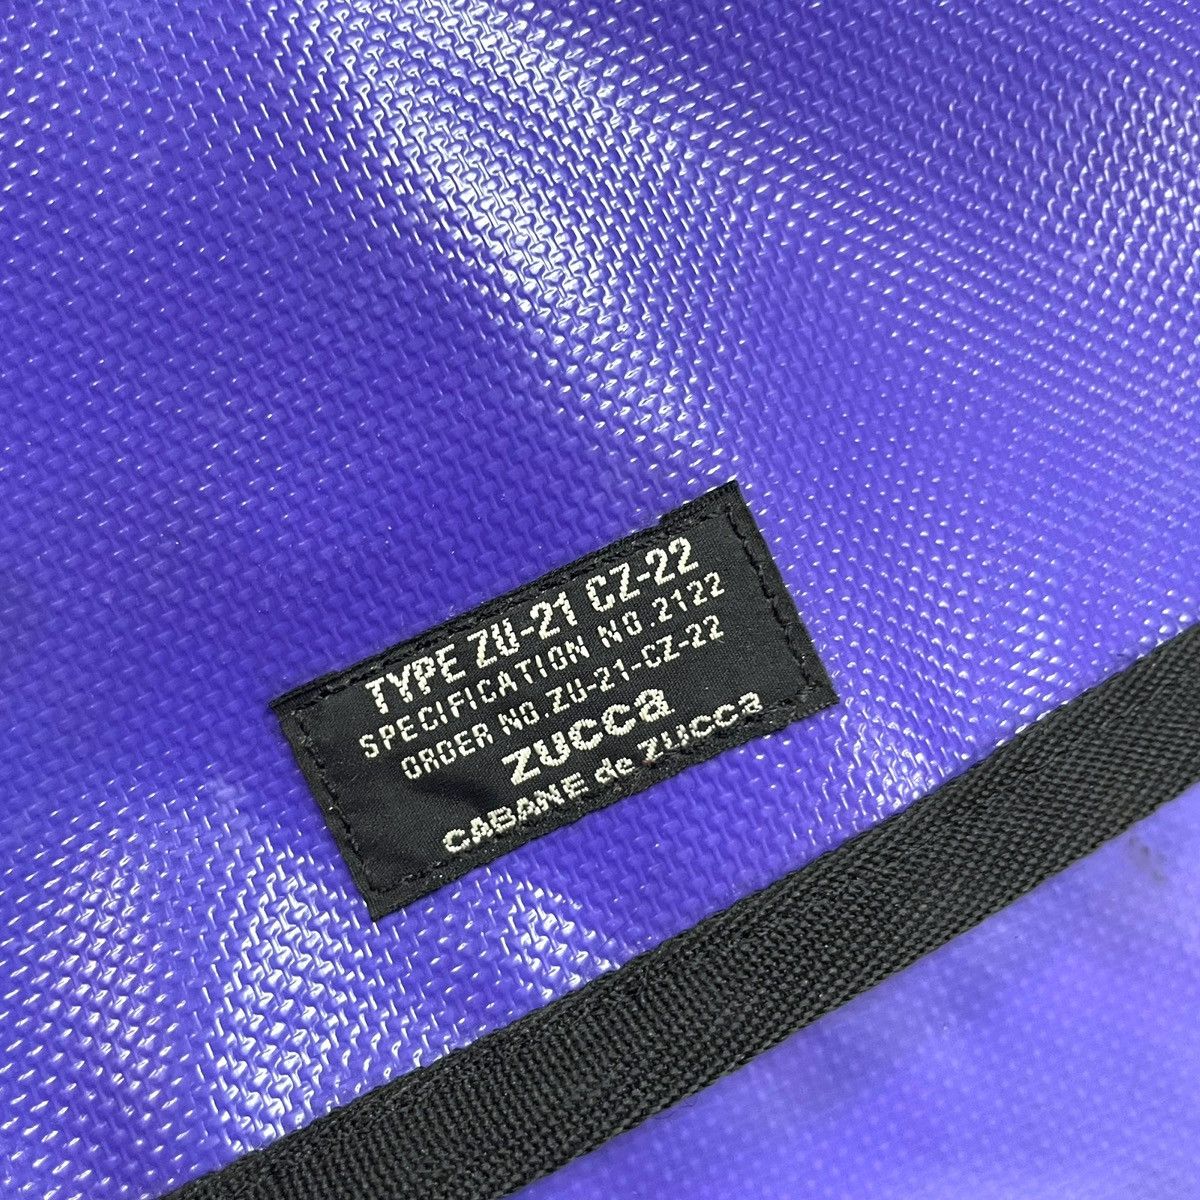 TYPE ZU-21 CZ-22
SPECIFICATION NO.2122
ORDER NO.ZU-21-CZ-22
zucca
CABANE de zucca